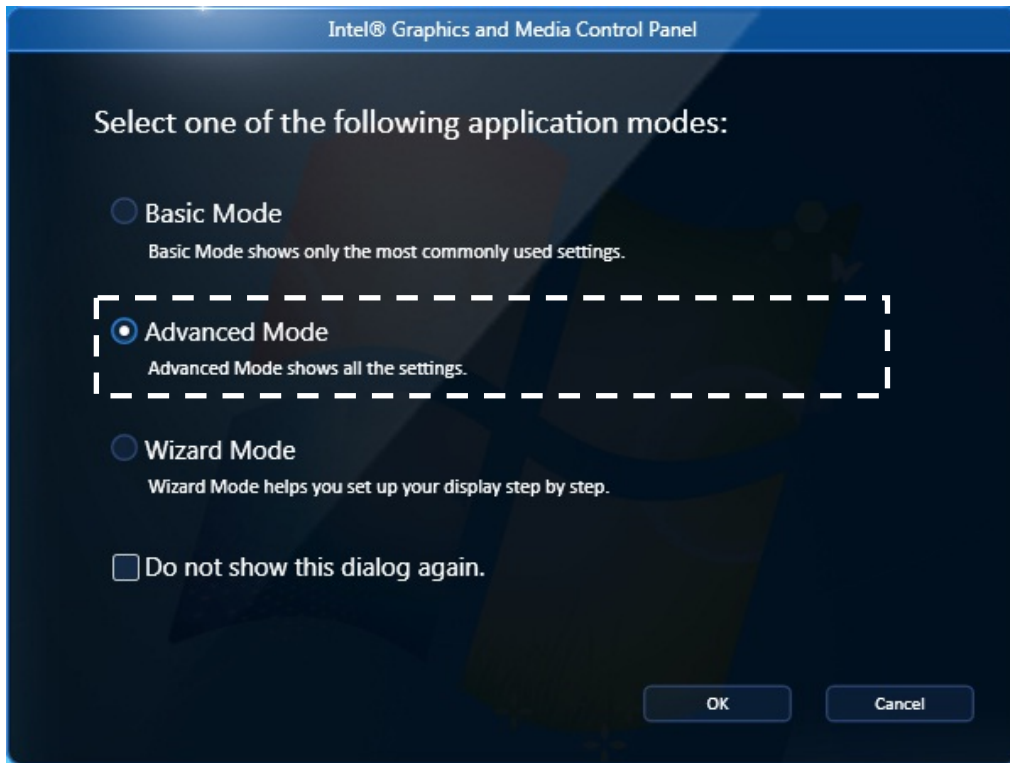 Intel® Graphics and Media Control Panel
Select one of the following application modes:
Basic Mode
Basic Mode shows only the most commonly used settings.
Advanced Mode
Advanced Mode shows all the settings.
Wizard Mode
Wizard Mode helps you set up your display step by step.
Do not show this dialog again.
OK Cancel